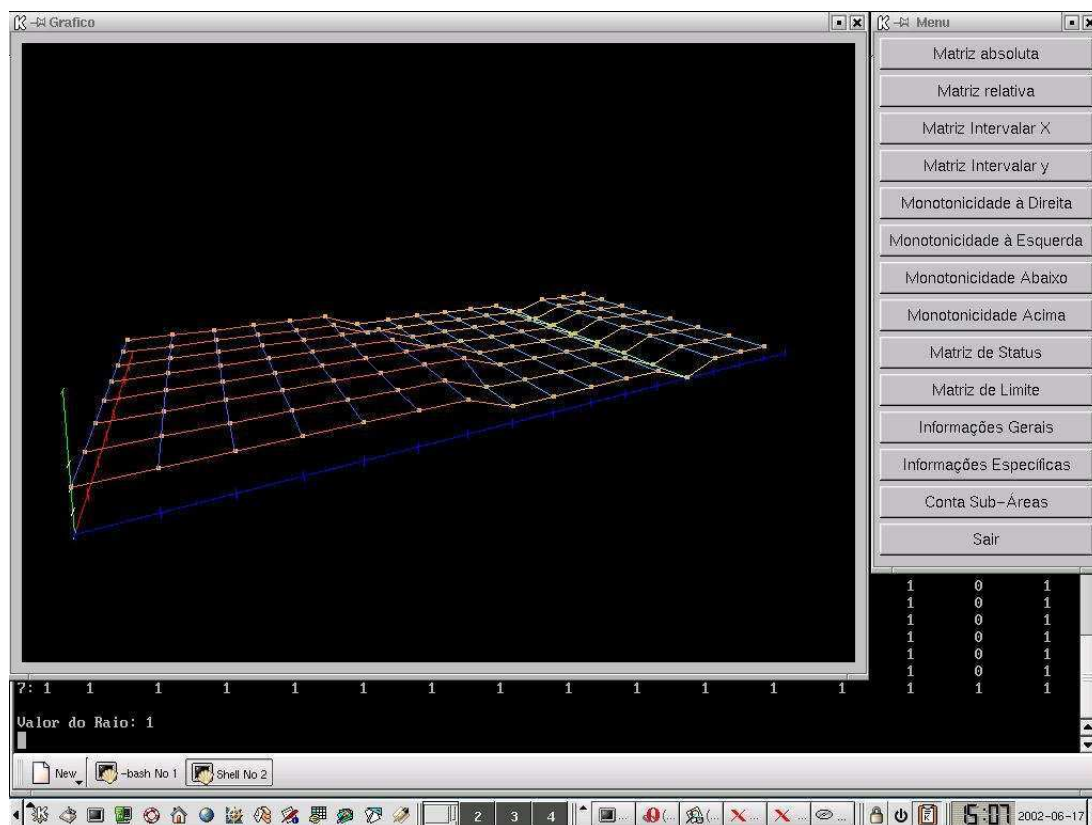 Grafico
Menu
Matriz absoluta
Matriz relativa
Matriz Intervalar X
Matriz Intervalar y
Monotonicidade à Direita
Monotonicidade à Esquerda
Monotonicidade Abaixo
Monotonicidade Acima
Matriz de Status
Matriz de Limite
Informações Gerais
Informações Específicas
Conta Sub-Áreas
Sair
1 0 1
1 0 1
1 0 1
1 0 1
1 0 1
1 0 1
7: 1 1 1 1 1 1 1 1 1 1 1 1 1 1 1 1
Valor do Raio: 1
New -bash No 1 Shell No 2
2 3 4 ... (... (... ... ... ... 15:07 2002-06-17